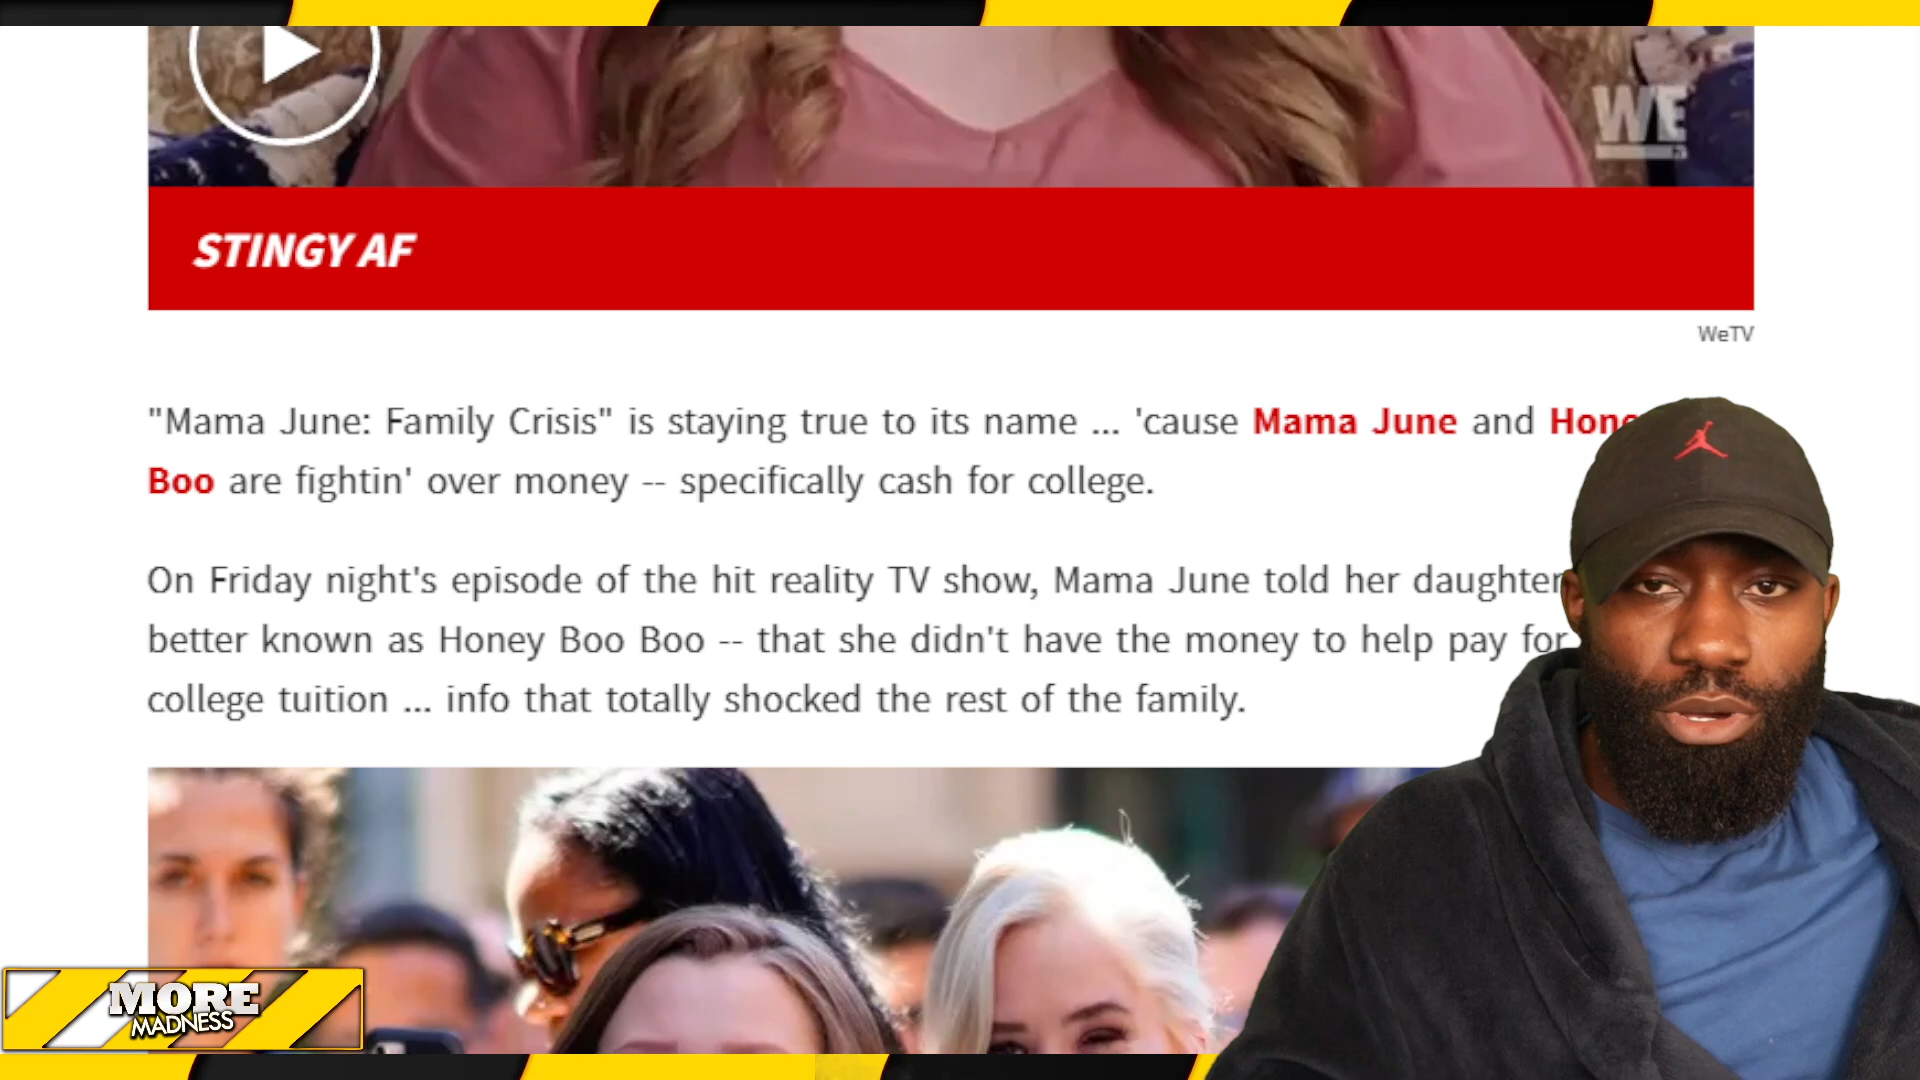 WE
STINGY AF
WeTV
"Mama June: Family Crisis" is staying true to its name ... 'cause Mama June and
Boo are fightin' over money -- specifically cash for college.
On Friday night's episode of the hit reality TV show, Mama June told her daughter
better known as Honey Boo Boo -- that she didn't have the money to help pay for
college tuition ... info that totally shocked the rest of the family.
MORE
MADNESS